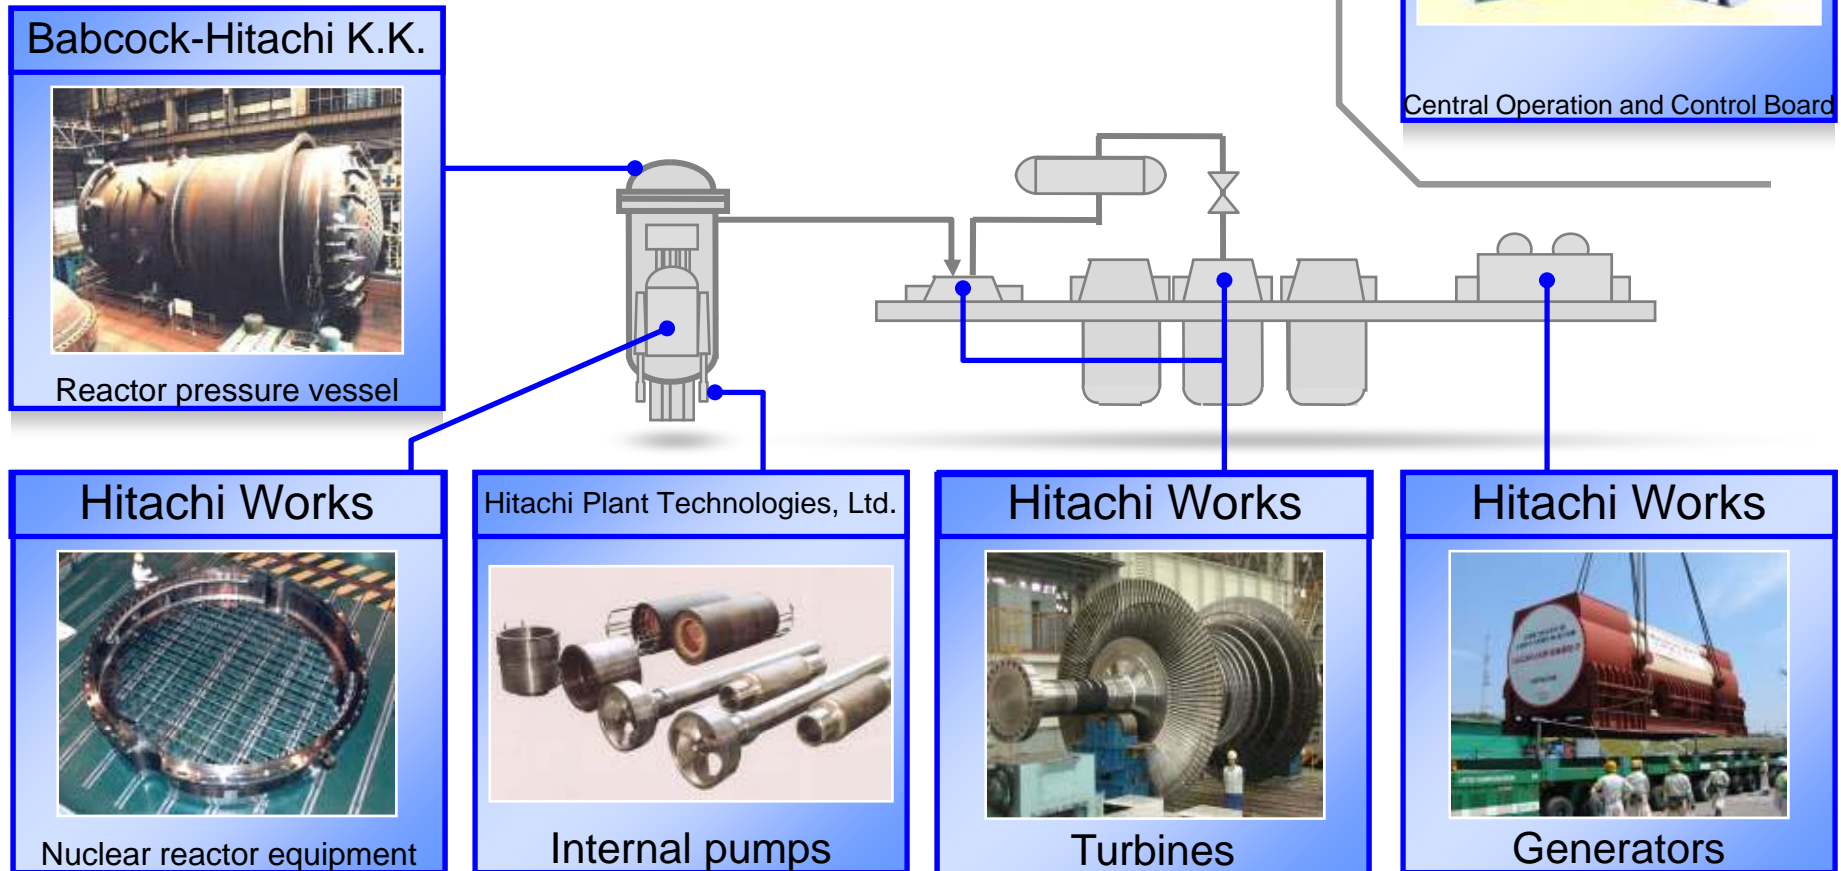 Babcock-Hitachi K.K.
Reactor pressure vessel
Central Operation and Control Board
Hitachi Works
Nuclear reactor equipment
Hitachi Plant Technologies, Ltd.
Internal pumps
Hitachi Works
Turbines
Hitachi Works
Generators